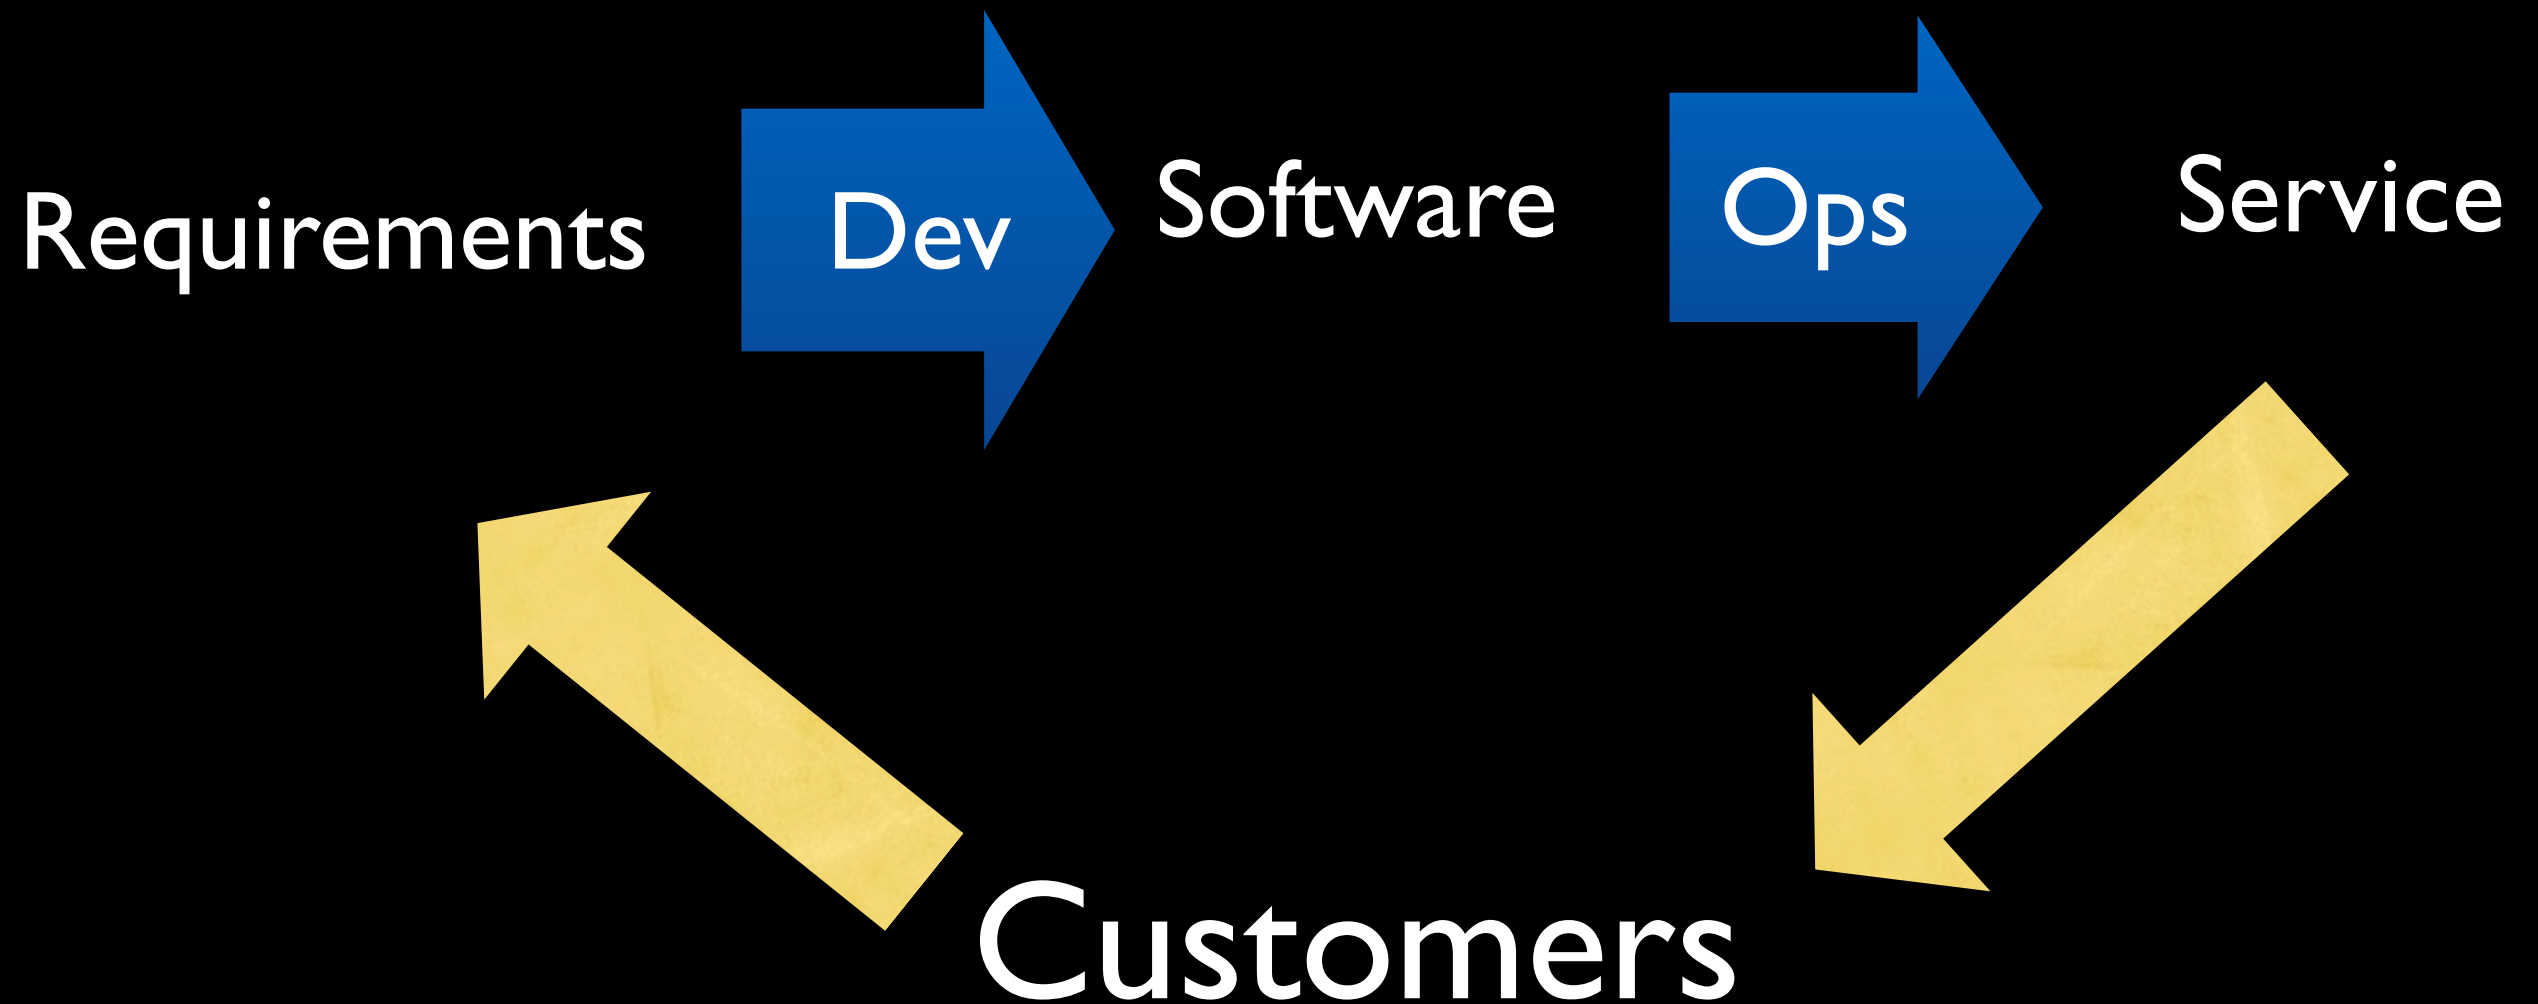 Requirements
Dev
Software
Ops
Service
Customers